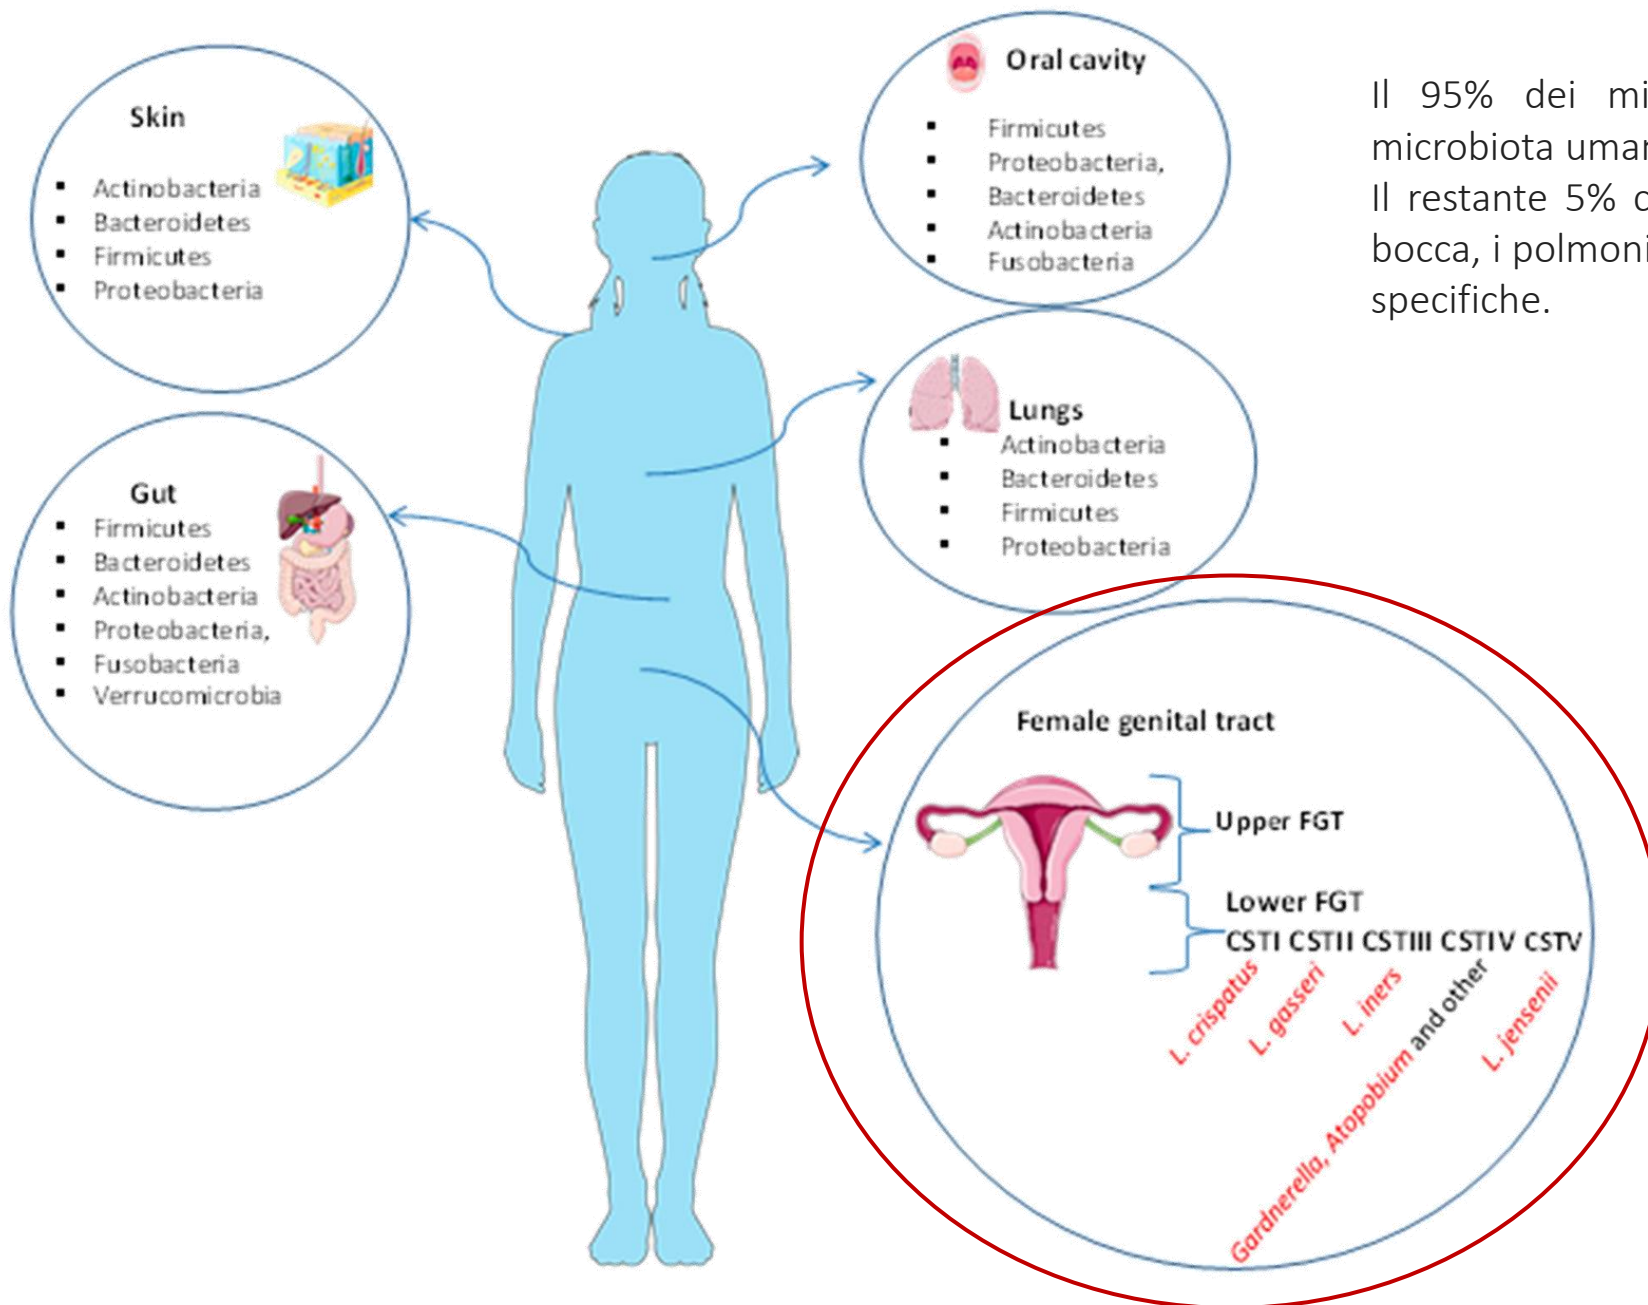 Skin
Actinobacteria
Bacteroidetes
Firmicutes
Proteobacteria
Oral cavity
Firmicutes
Proteobacteria,
Bacteroidetes
Actinobacteria
Fusobacteria
Il 95% dei
microbiota
Il restante 5%
bocca, i polmoni
specifiche.
Gut
Firmicutes
Bacteroidetes
Actinobacteria
Proteobacteria,
Fusobacteria
Verrucomicrobia
Lungs
Actinobacteria
Bacteroidetes
Firmicutes
Proteobacteria
Female genital tract
Upper FGT
Lower FGT
CSTI CSTII CSTIII CSTIV CSTV
L. crispatus
L. gasseri
L. iners
Gardnerella, Atopobium and other
L. jensenii